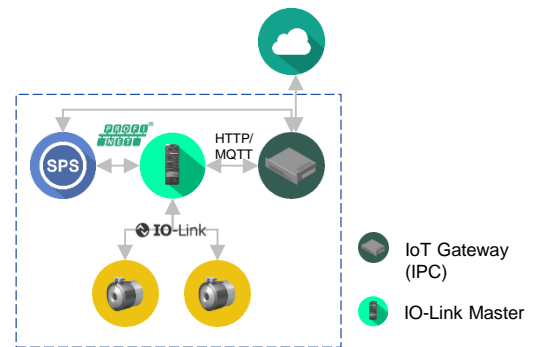 PROFI®
NET
HTTP/
MQTT
SPS
IO-Link
IoT Gateway
(IPC)
IO-Link Master